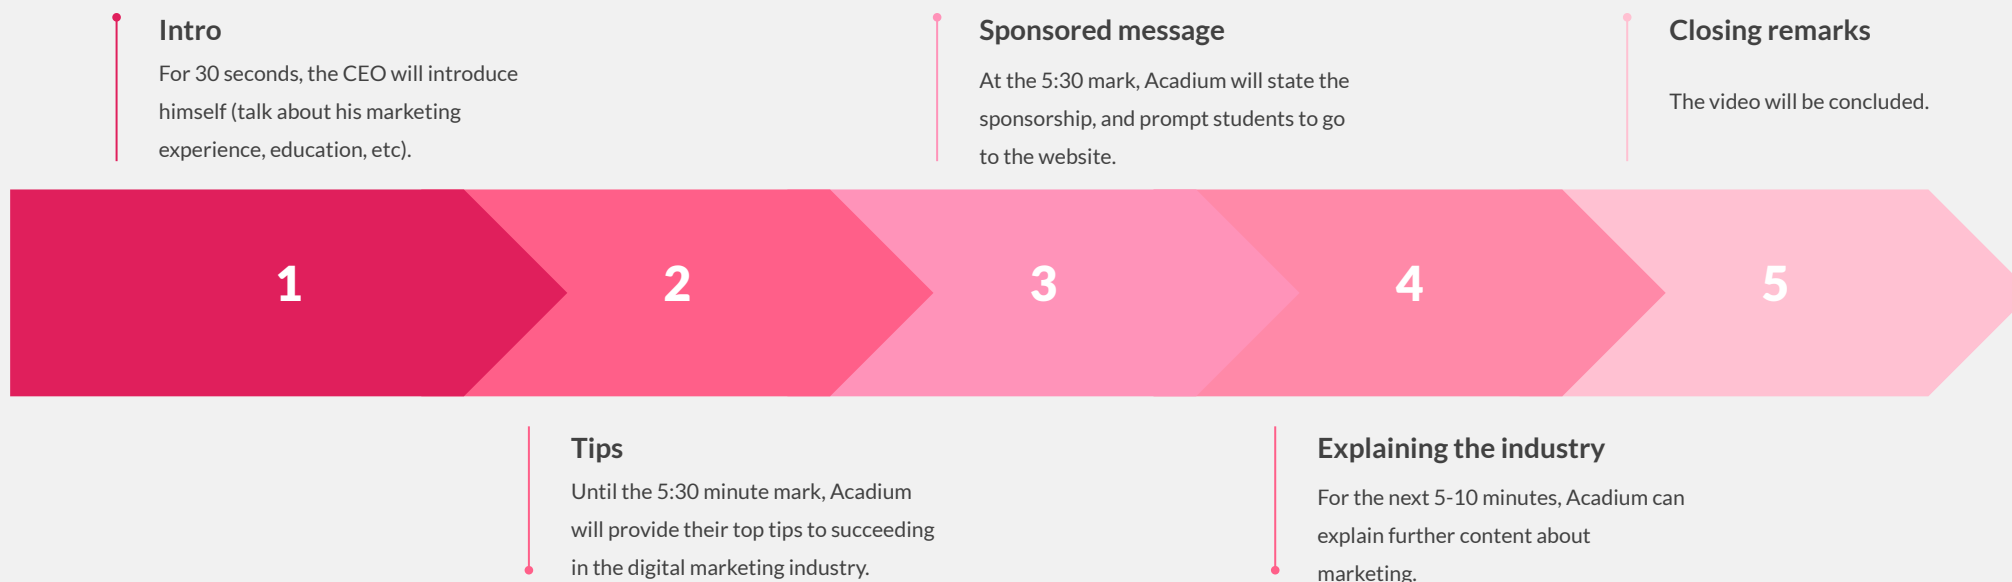 Intro
For 30 seconds, the CEO will introduce
himself (talk about his marketing
experience, education, etc).
Sponsored message
At the 5:30 mark, Acadium will state the
sponsorship, and prompt students to go
to the website.
Closing remarks
The video will be concluded.
1
2
3
4
5
Tips
Until the 5:30 minute mark, Acadium
will provide their top tips to succeeding
in the digital marketing industry.
Explaining the industry
For the next 5-10 minutes, Acadium can
explain further content about
marketing.